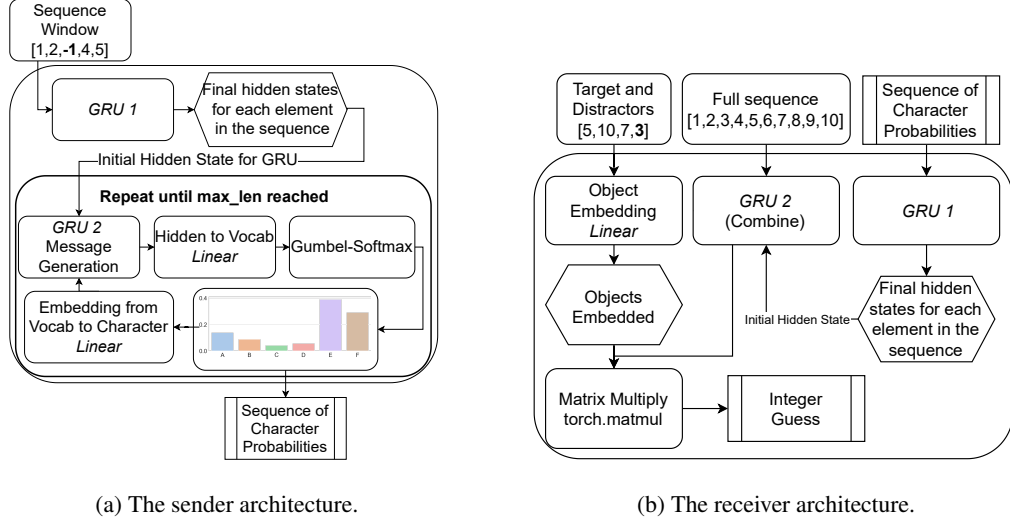 Sequence
Window
[1,2,-1,4,5]
GRU 1
Final hidden states
for each element
in the sequence
Initial Hidden State for GRU
Repeat until max_len reached
GRU 2
Message
Generation
Hidden to Vocab
Linear
Gumbel-Softmax
Embedding from
Vocab to Character
Linear
0.4
0.2
0.0
A B C D E F
Sequence of
Character
Probabilities
(a) The sender architecture.
Target and
Distractors
[5,10,7,3]
Full sequence
[1,2,3,4,5,6,7,8,9,10]
Sequence of
Character
Probabilities
Object
Embedding
Linear
GRU 2
(Combine)
GRU 1
Objects
Embedded
Initial Hidden State
Final hidden
states for each
element in the
sequence
Matrix Multiply
torch.matmul
Integer
Guess
(b) The receiver architecture.